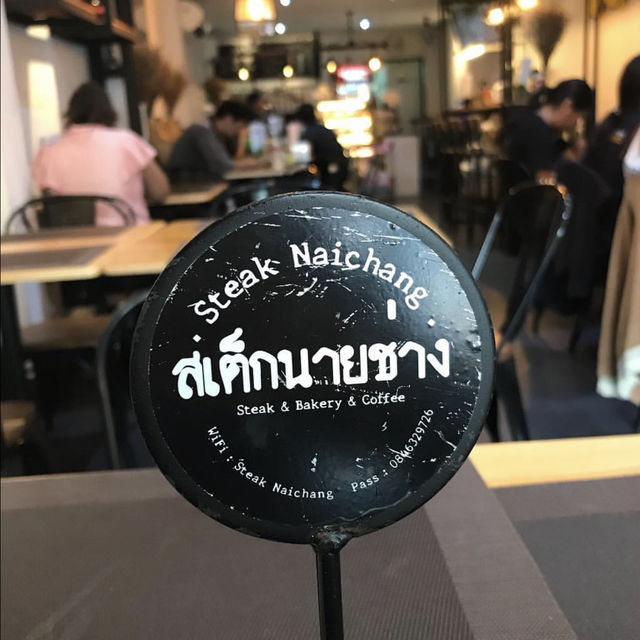 Steak Naichang
สเต็กนายช่าง
Steak & Bakery & Coffee
WiFi : Steak Naichang Pass : 0846329726